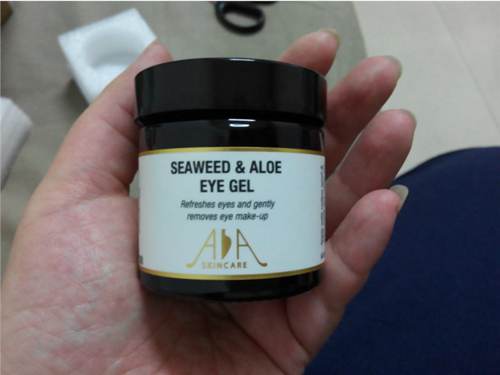 SEAWEED & ALOE
EYE GEL
Refreshes eyes and gently
removes eye make-up
AA
SKINCARE